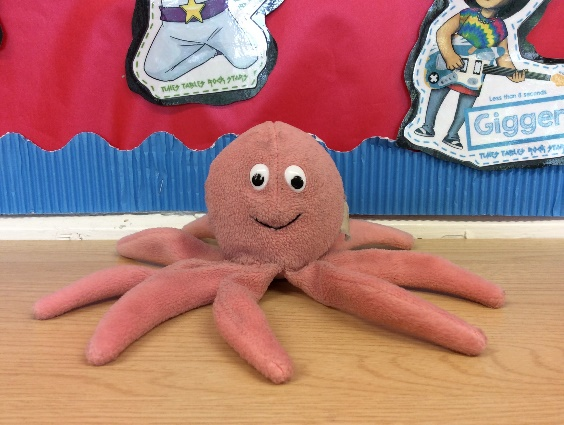 TIMES TABLES ROCK STARS
Less than 8 seconds
Gigger
TIMES TABLES ROCK STARS